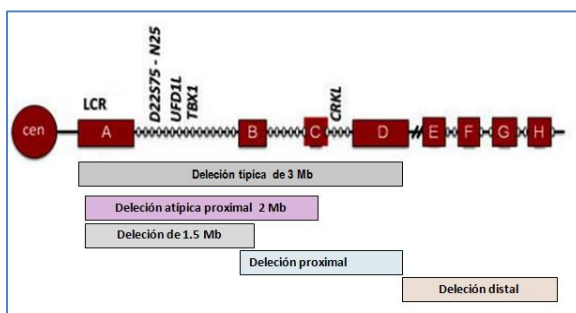 D22S75 - N25
UFD1L
TBX1
CRKL
LCR
cen A B C D E F G H
Deleción típica de 3 Mb
Deleción atípica proximal 2 Mb
Deleción de 1.5 Mb
Deleción proximal
Deleción distal